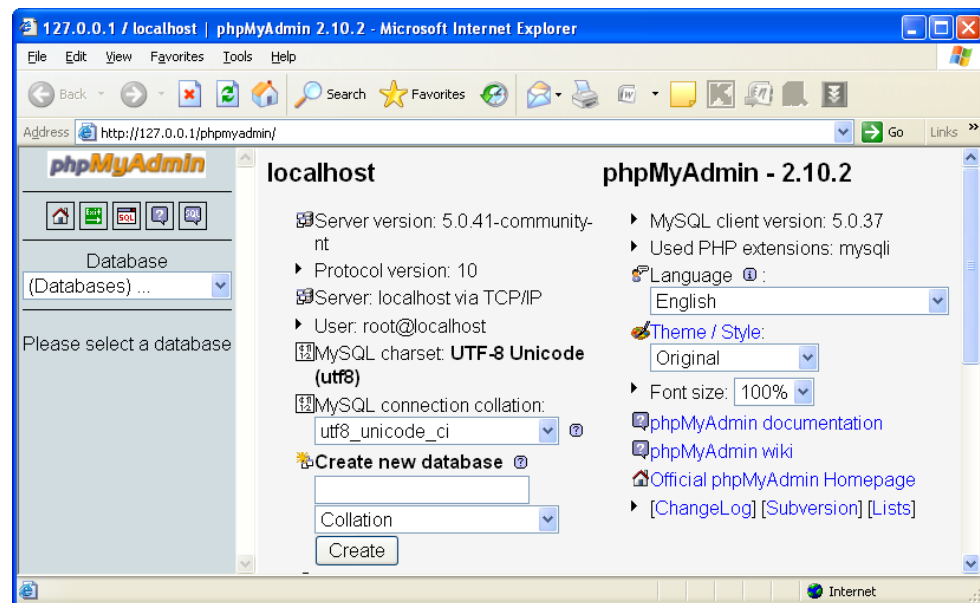 127.0.0.1 / localhost | phpMyAdmin 2.10.2 - Microsoft Internet Explorer
File Edit View Favorites Tools Help
Back Search Favorites
Address http://127.0.0.1/phpmyadmin/ Go Links »
phpMyAdmin
Exit SQL ? SQL
Database
(Databases) ...
Please select a database
localhost
Server version: 5.0.41-community-
nt
Protocol version: 10
Server: localhost via TCP/IP
User: root@localhost
MySQL charset: UTF-8 Unicode
(utf8)
MySQL connection collation:
utf8_unicode_ci ?
Create new database ?
Collation
Create
phpMyAdmin - 2.10.2
MySQL client version: 5.0.37
Used PHP extensions: mysqli
Language i :
English
Theme / Style:
Original
Font size: 100%
phpMyAdmin documentation
phpMyAdmin wiki
Official phpMyAdmin Homepage
[ChangeLog] [Subversion] [Lists]
Internet